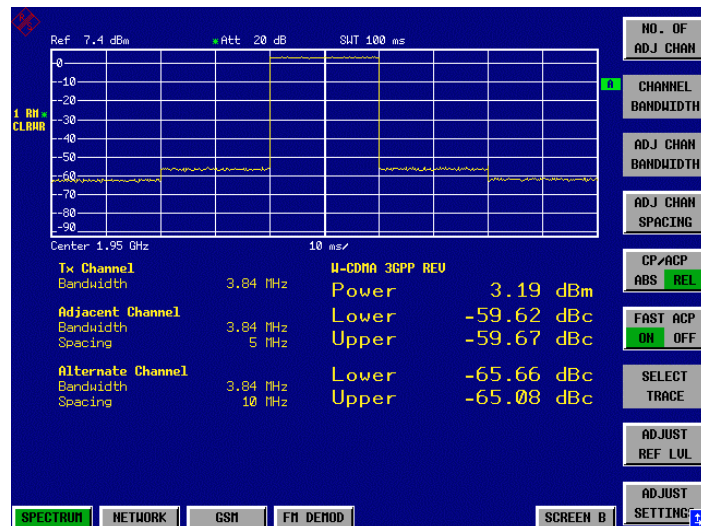 Ref 7.4 dBm *Att 20 dB SWT 100 ms
0
-10
-20
-30
-40
-50
-60
-70
-80
-90
1 RM *
CLRWR
A
Center 1.95 GHz 10 ms/
Tx Channel W-CDMA 3GPP REV
Bandwidth 3.84 MHz Power 3.19 dBm
Adjacent Channel Lower -59.62 dBc
Bandwidth 3.84 MHz Upper -59.67 dBc
Spacing 5 MHz
Alternate Channel Lower -65.66 dBc
Bandwidth 3.84 MHz Upper -65.08 dBc
Spacing 10 MHz
NO. OF
ADJ CHAN
CHANNEL
BANDWIDTH
ADJ CHAN
BANDWIDTH
ADJ CHAN
SPACING
CP/ACP
ABS REL
FAST ACP
ON OFF
SELECT
TRACE
ADJUST
REF LVL
ADJUST
SETTINGS
SPECTRUM NETWORK GSM FM DEMOD SCREEN B